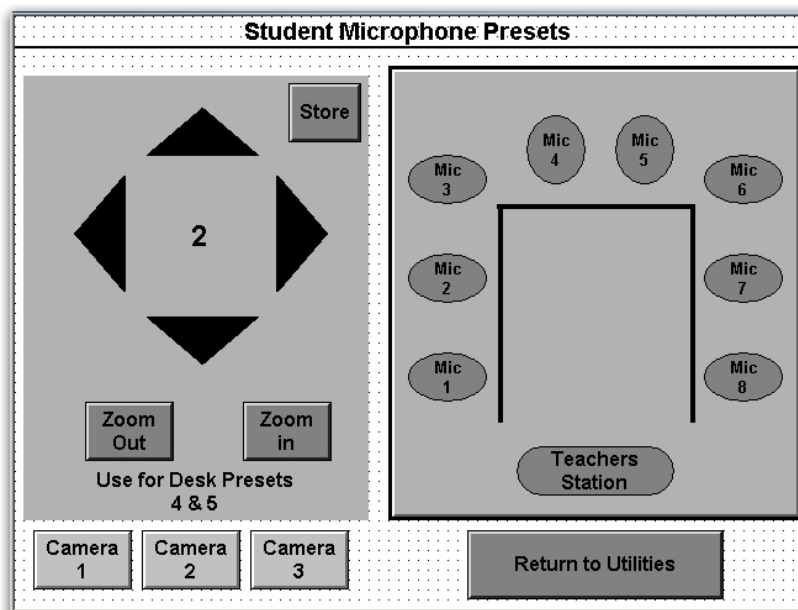 Student Microphone Presets
Store
2
Zoom
Out
Zoom
in
Use for Desk Presets
4 & 5
Camera
1
Camera
2
Camera
3
Mic
4
Mic
5
Mic
3
Mic
6
Mic
2
Mic
7
Mic
1
Mic
8
Teachers
Station
Return to Utilities